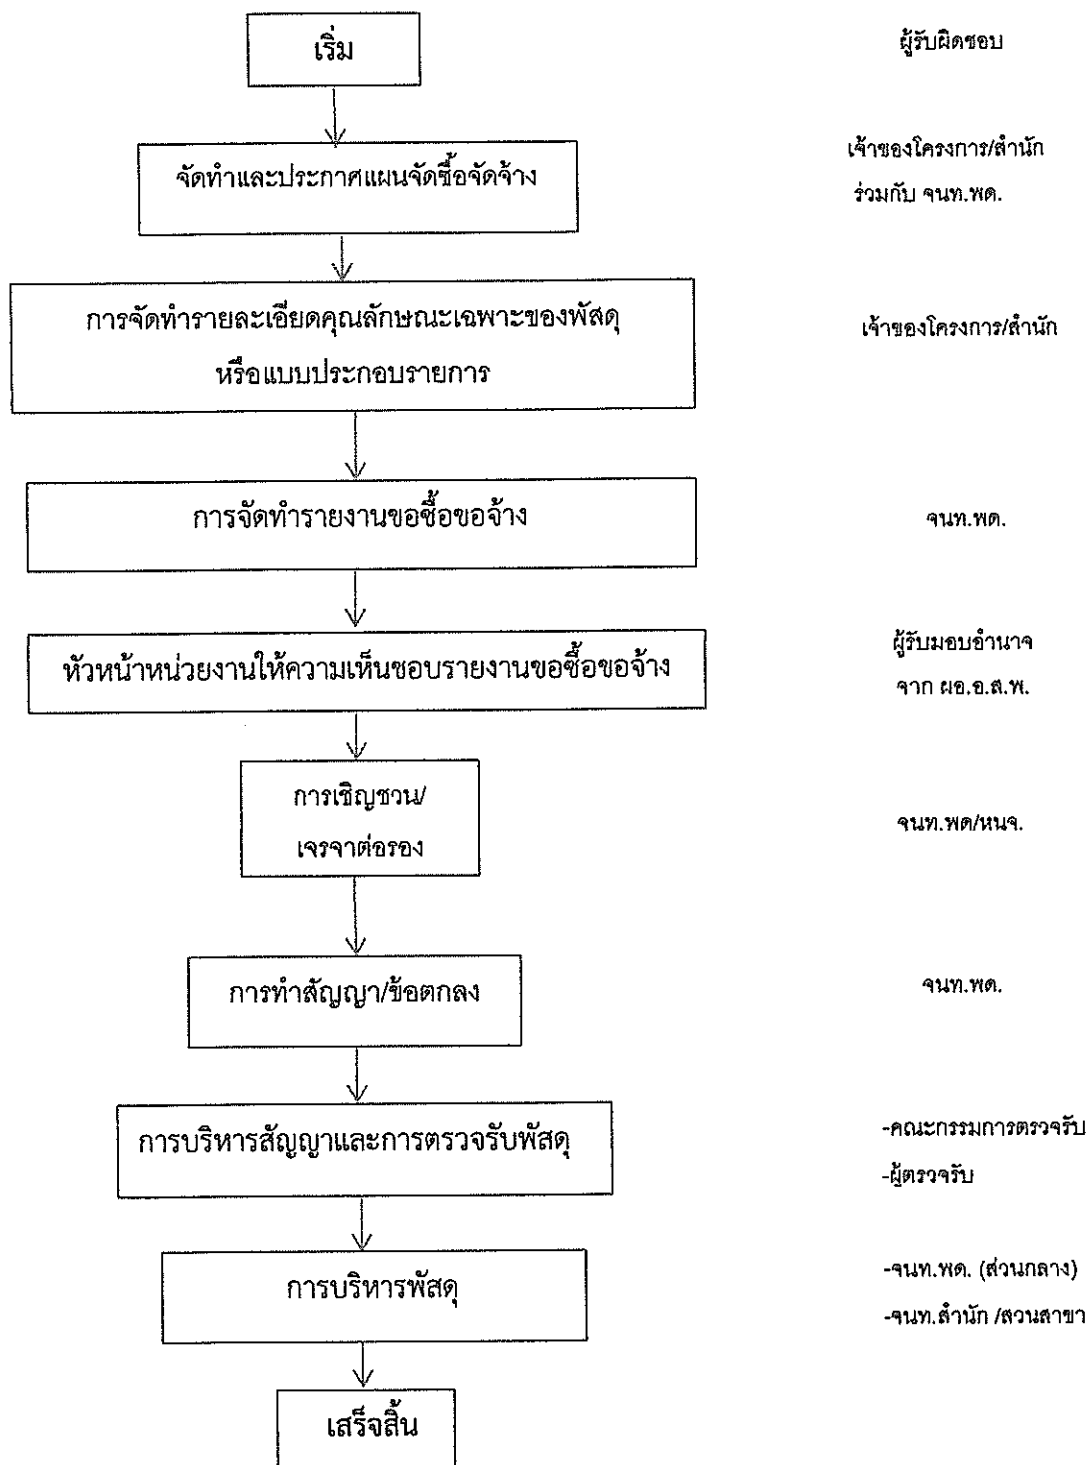 เริ่ม
ผู้รับผิดชอบ
จัดทำและประกาศแผนจัดซื้อจัดจ้าง
เจ้าของโครงการ/สำนัก
ร่วมกับ จนท.พด.
การจัดทำรายละเอียดคุณลักษณะเฉพาะของพัสดุ
หรือแบบประกอบรายการ
เจ้าของโครงการ/สำนัก
การจัดทำรายงานขอซื้อขอจ้าง
จนท.พด.
หัวหน้าหน่วยงานให้ความเห็นชอบรายงานขอซื้อขอจ้าง
ผู้รับมอบอำนาจ
จาก ผอ.อ.ส.พ.
การเชิญชวน/
เจรจาต่อรอง
จนท.พด/หนจ.
การทำสัญญา/ข้อตกลง
จนท.พด.
การบริหารสัญญาและการตรวจรับพัสดุ
-คณะกรรมการตรวจรับ
-ผู้ตรวจรับ
การบริหารพัสดุ
-จนท.พด. (ส่วนกลาง)
-จนท.สำนัก /สวนสาขา
เสร็จสิ้น